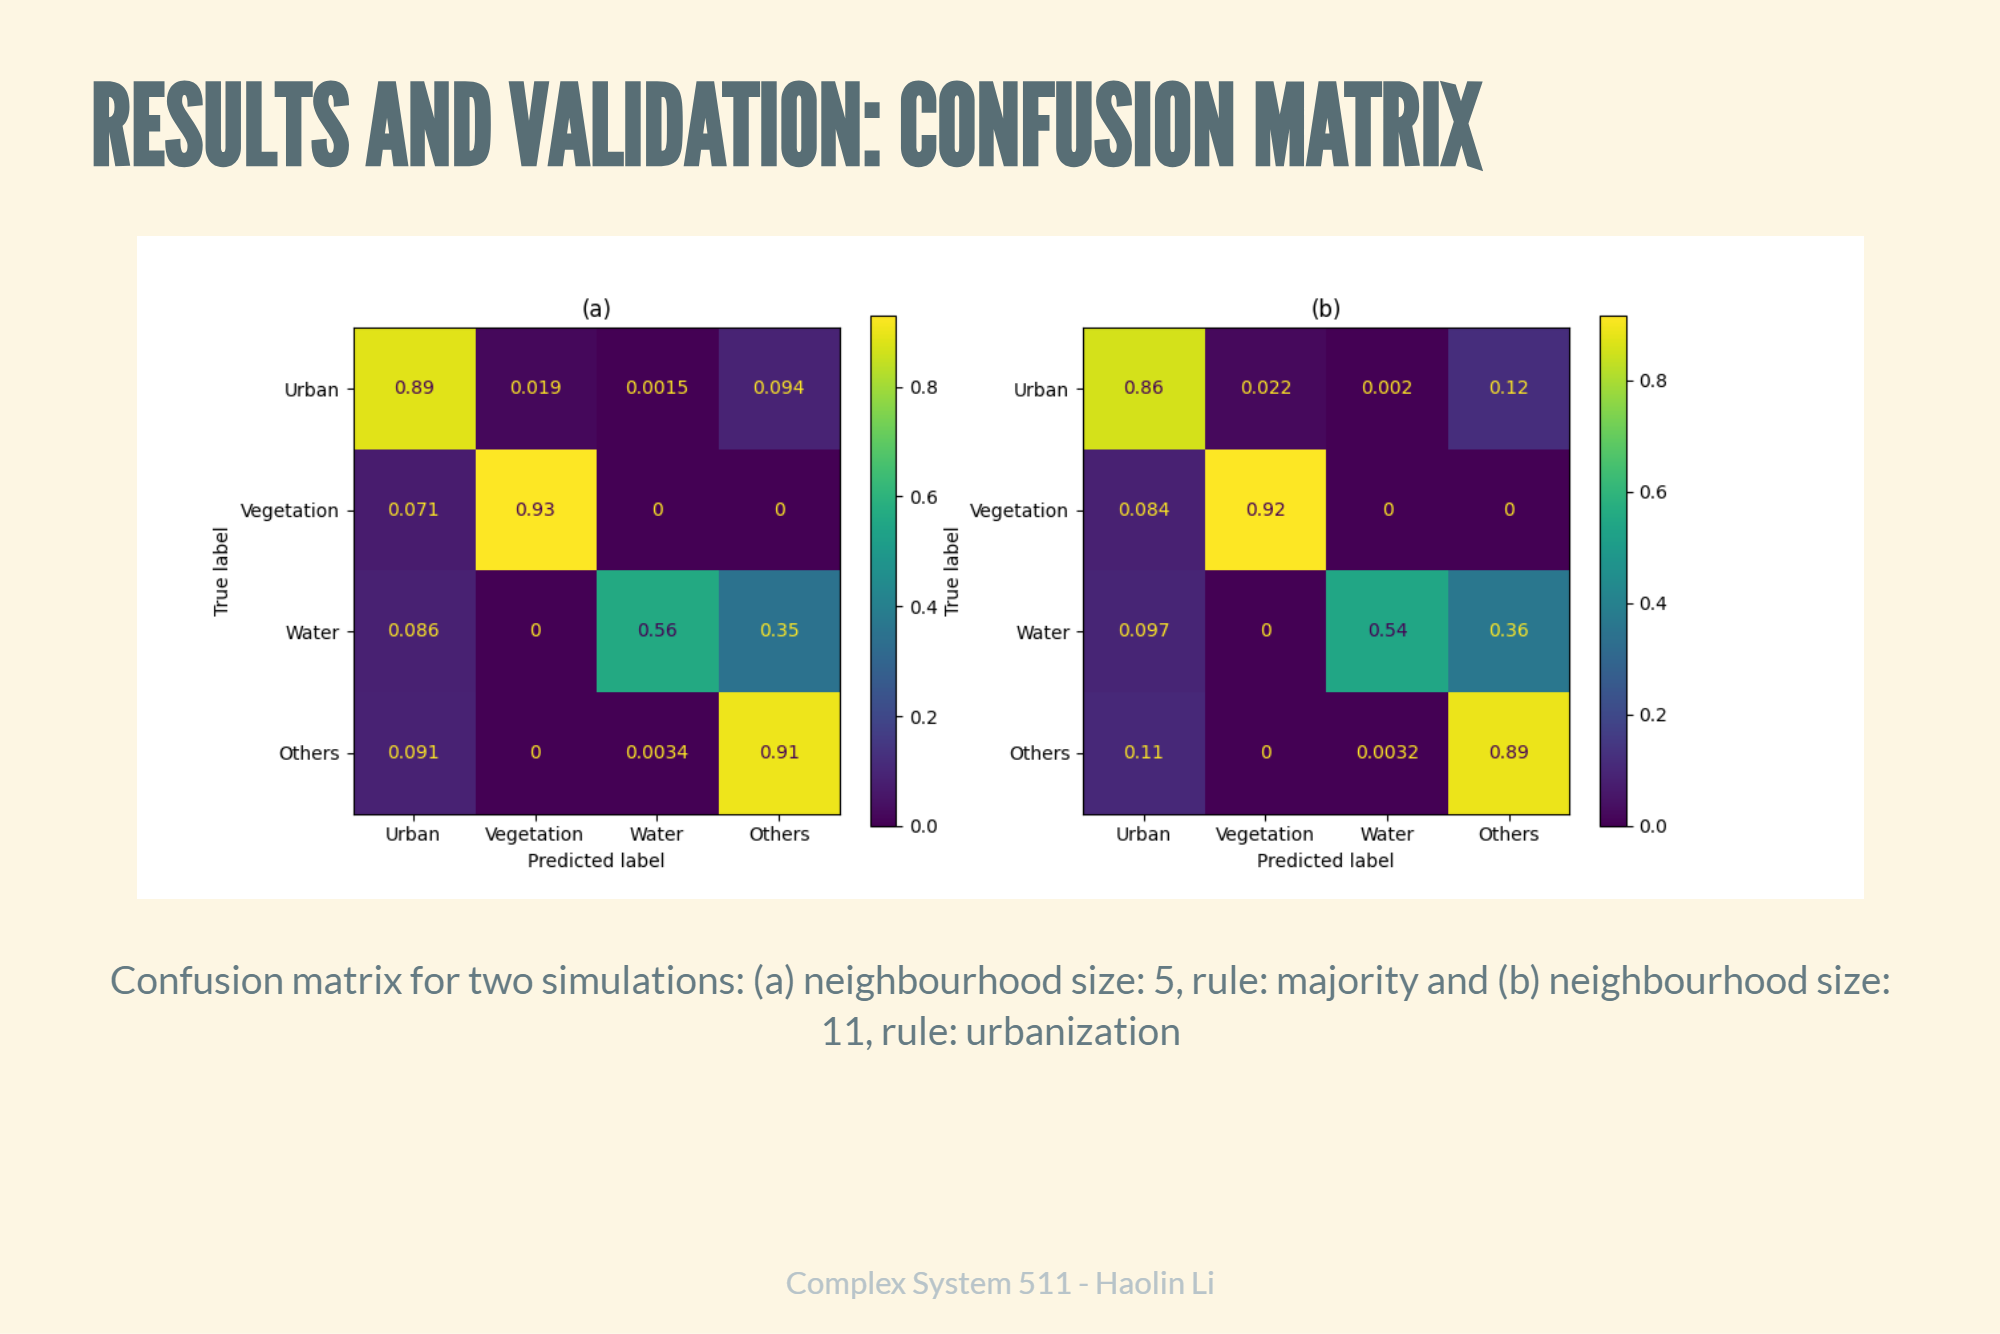 RESULTS AND VALIDATION: CONFUSION MATRIX
(a)
True label
Urban 0.89 0.019 0.0015 0.094
Vegetation 0.071 0.93 0 0
Water 0.086 0 0.56 0.35
Others 0.091 0 0.0034 0.91
Urban Vegetation Water Others
Predicted label
0.8
0.6
0.4
0.2
0.0
(b)
True label
Urban 0.86 0.022 0.002 0.12
Vegetation 0.084 0.92 0 0
Water 0.097 0 0.54 0.36
Others 0.11 0 0.0032 0.89
Urban Vegetation Water Others
Predicted label
0.8
0.6
0.4
0.2
0.0
Confusion matrix for two simulations: (a) neighbourhood size: 5, rule: majority and (b) neighbourhood size:
11, rule: urbanization
Complex System 511 - Haolin Li